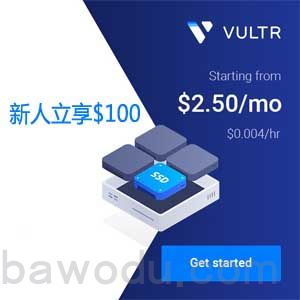 VULTR
Starting from
$2.50/mo
新人立享$100
$0.004/hr
SSD
Get started
bawodu.com